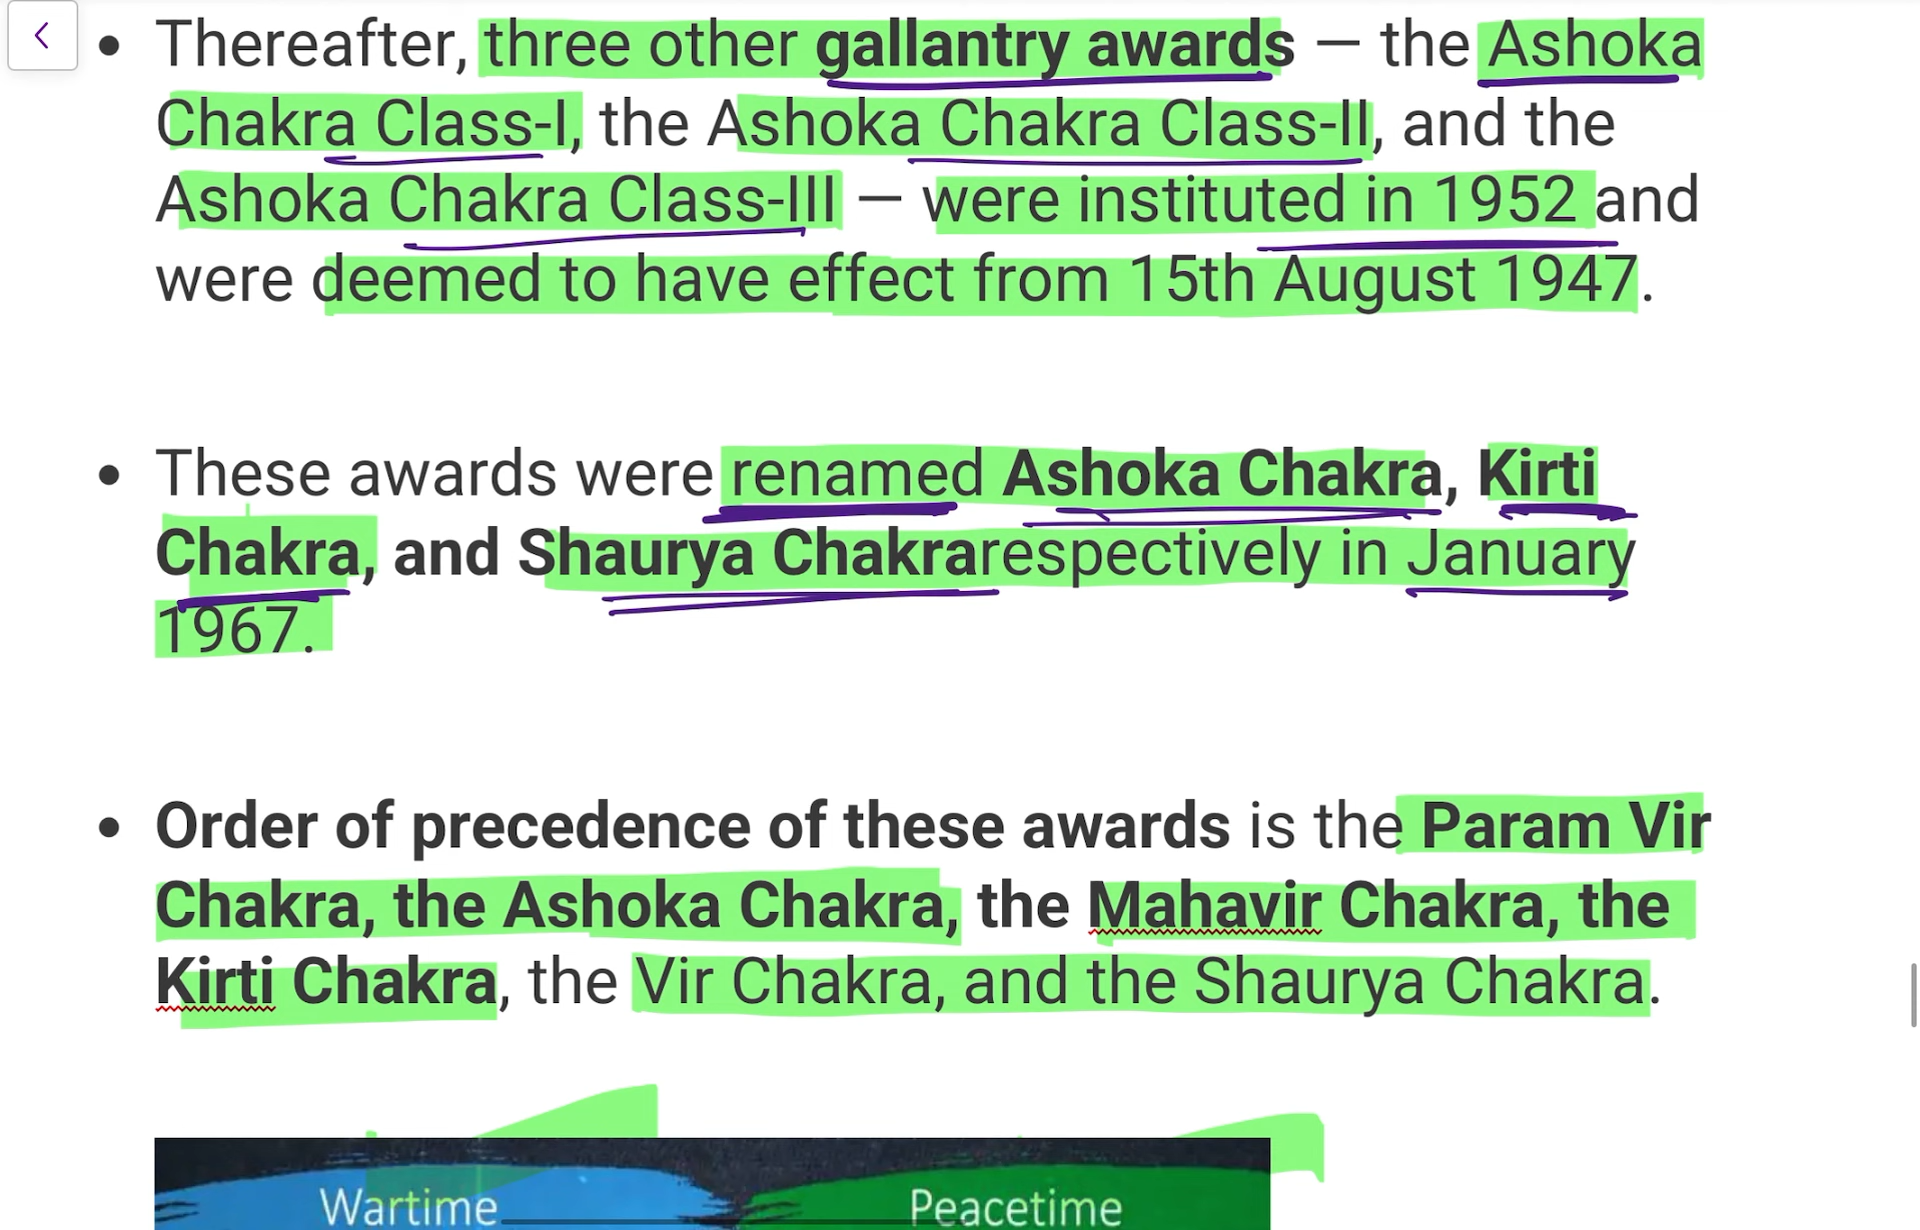 • Thereafter, three other gallantry awards — the Ashoka
Chakra Class-I, the Ashoka Chakra Class-II, and the
Ashoka Chakra Class-III — were instituted in 1952 and
were deemed to have effect from 15th August 1947.
• These awards were renamed Ashoka Chakra, Kirti
Chakra, and Shaurya Chakrarespectively in January
1967.
• Order of precedence of these awards is the Param Vir
Chakra, the Ashoka Chakra, the Mahavir Chakra, the
Kirti Chakra, the Vir Chakra, and the Shaurya Chakra.
Wartime Peacetime